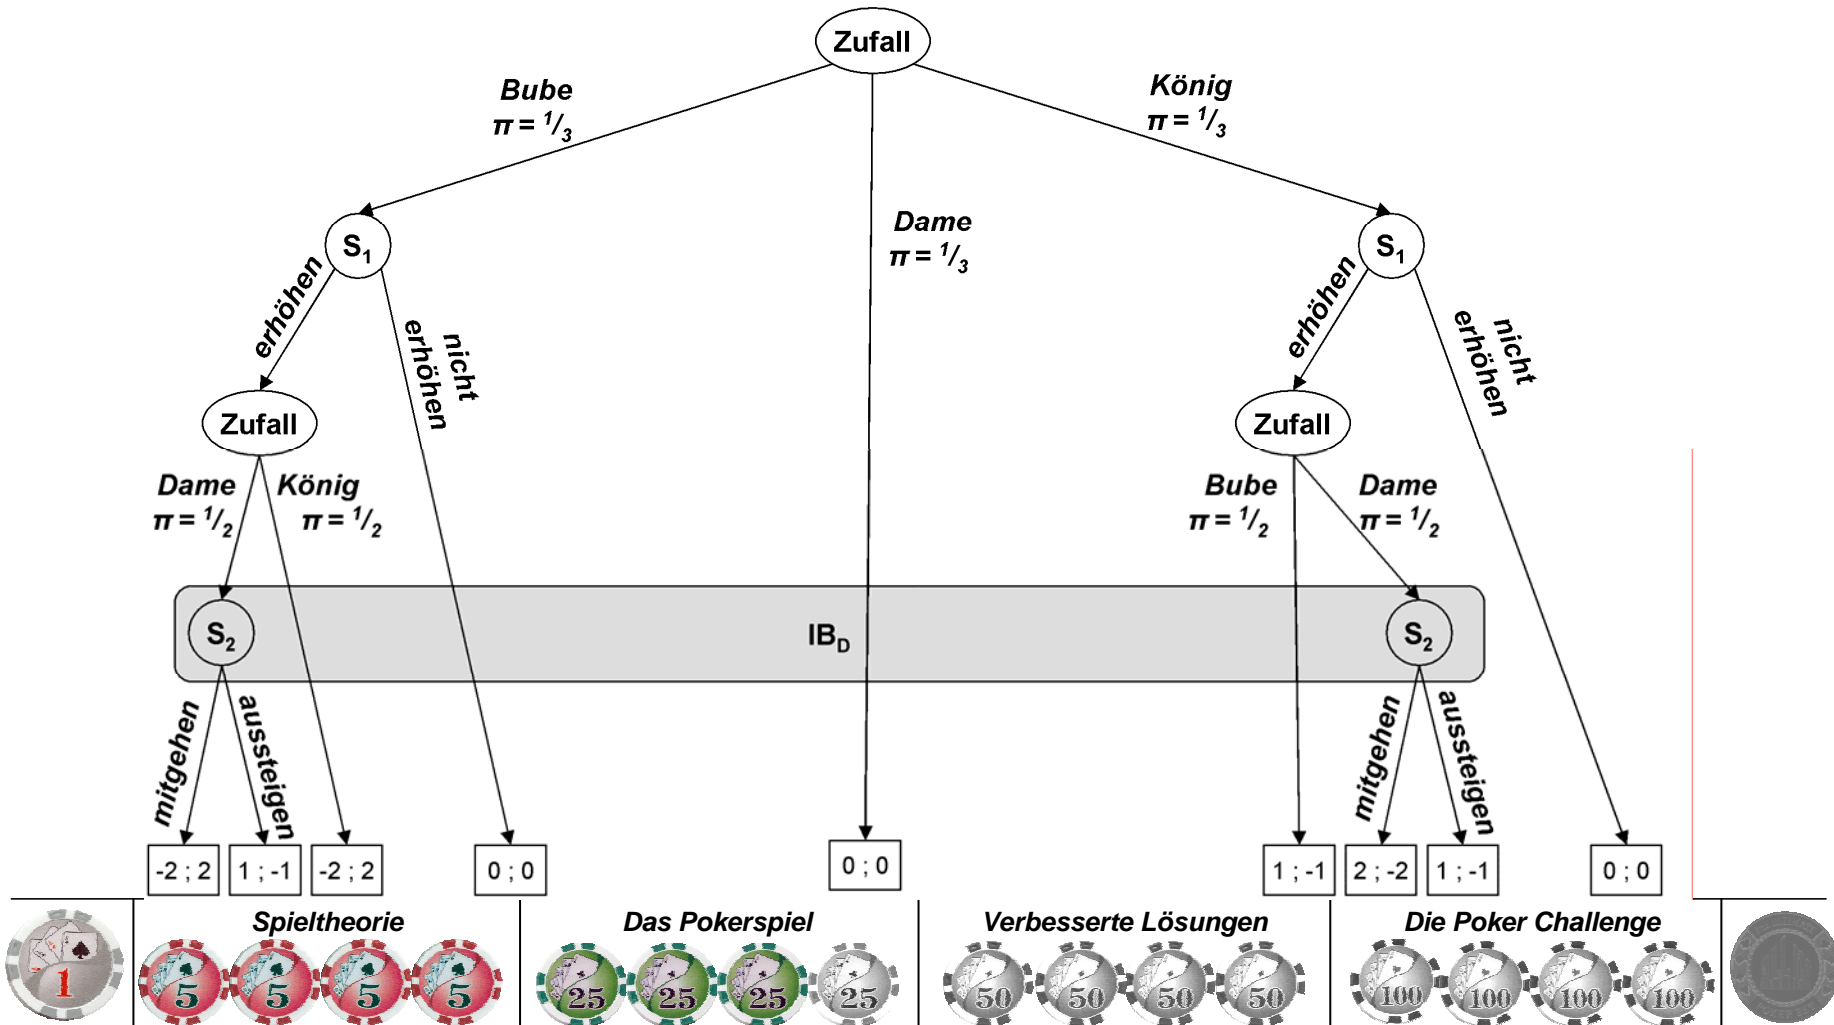 Zufall
Bube
π = 1/3
König
π = 1/3
Dame
π = 1/3
S1
S1
erhöhen
nicht
erhöhen
erhöhen
nicht
erhöhen
Zufall
Zufall
Dame
π = 1/2
König
π = 1/2
Bube
π = 1/2
Dame
π = 1/2
S2
IBD
S2
mitgehen
aussteigen
mitgehen
aussteigen
-2 ; 2
1 ; -1
-2 ; 2
0 ; 0
0 ; 0
1 ; -1
2 ; -2
1 ; -1
0 ; 0
Spieltheorie
Das Pokerspiel
Verbesserte Lösungen
Die Poker Challenge
1
5
5
5
5
25
25
25
25
50
50
50
50
100
100
100
100